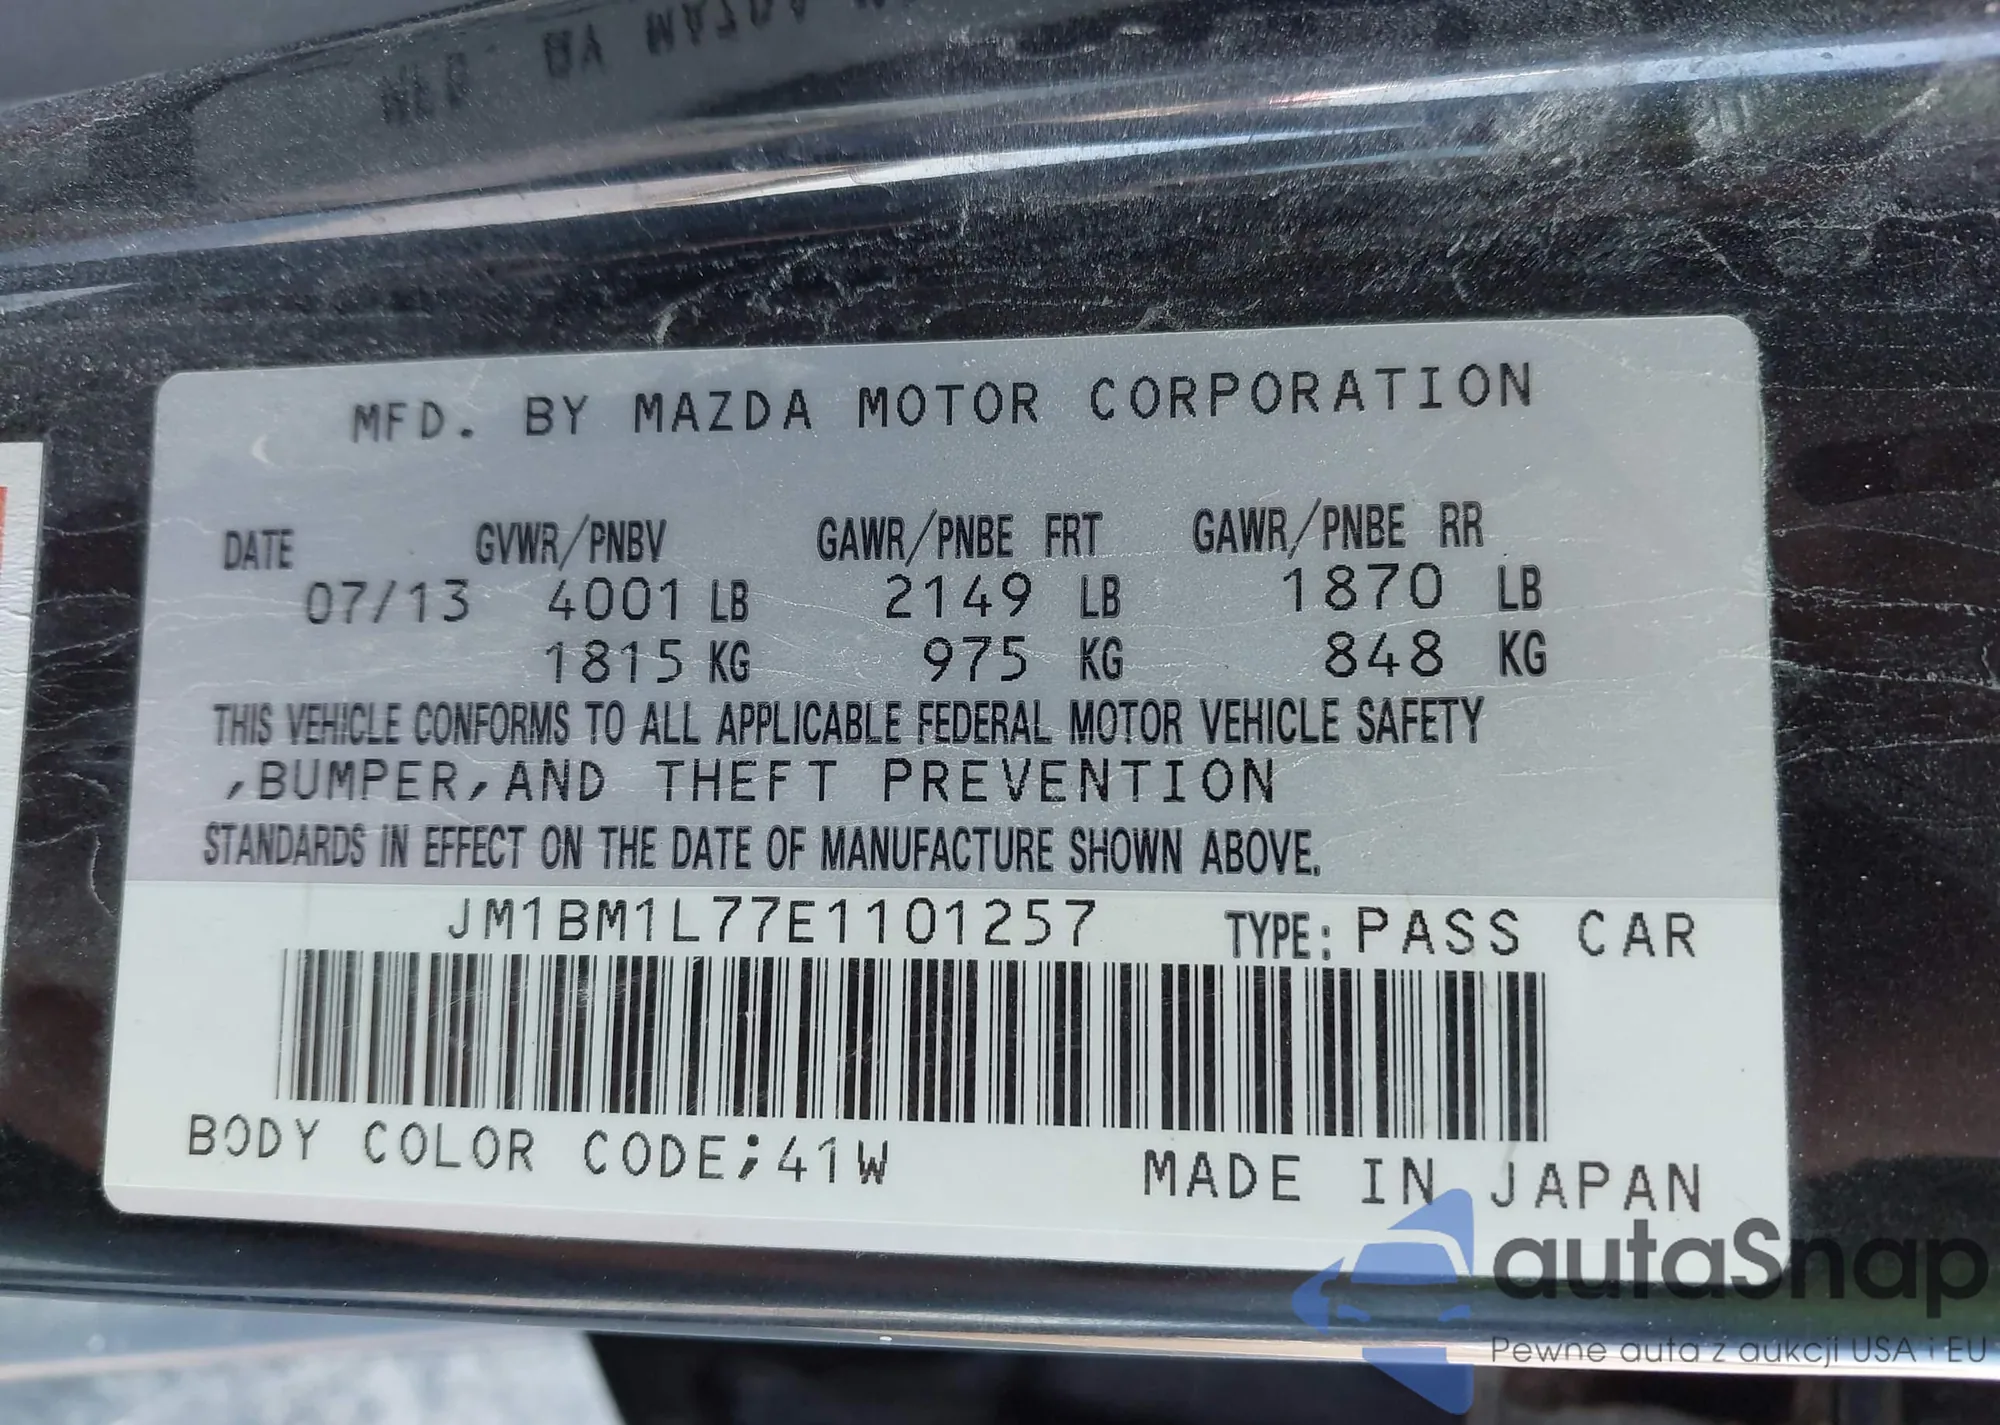 MFD. BY MAZDA MOTOR CORPORATION
DATE GVWR/PNBV GAWR/PNBE FRT GAWR/PNBE RR
07/13 4001 LB 2149 LB 1870 LB
1815 KG 975 KG 848 KG
THIS VEHICLE CONFORMS TO ALL APPLICABLE FEDERAL MOTOR VEHICLE SAFETY
,BUMPER,AND THEFT PREVENTION
STANDARDS IN EFFECT ON THE DATE OF MANUFACTURE SHOWN ABOVE.
JM1BM1L77E1101257 TYPE: PASS CAR
BODY COLOR CODE;41W MADE IN JAPAN
autaSnap
Pewne auta z aukcji USA i EU